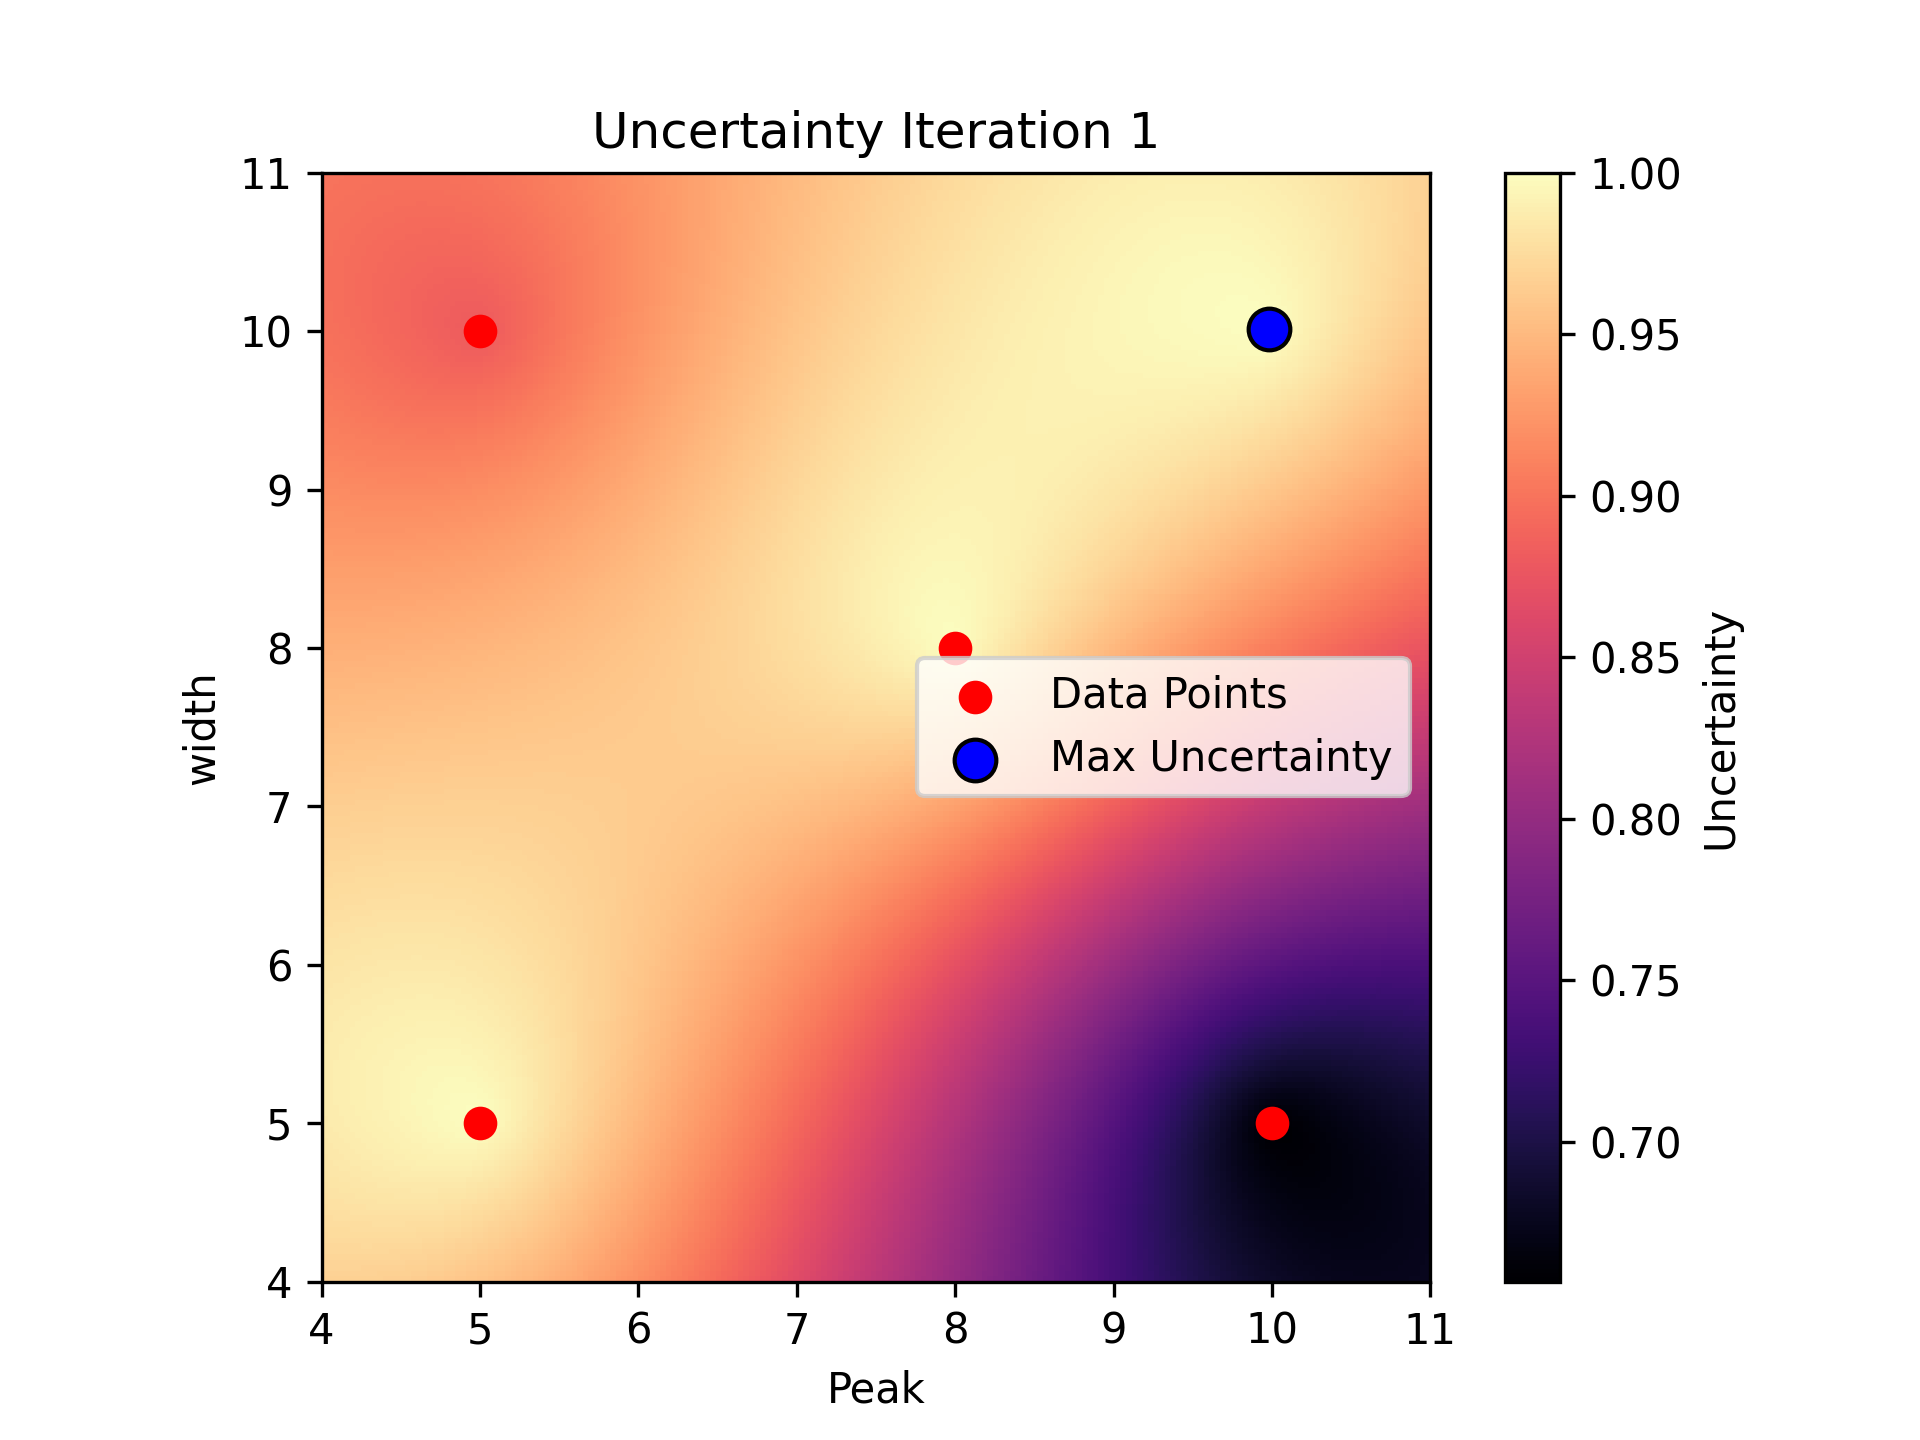 Uncertainty Iteration 1
11
10
9
8
7
6
5
4
width
4 5 6 7 8 9 10 11
Peak
Data Points
Max Uncertainty
1.00
0.95
0.90
0.85
0.80
0.75
0.70
Uncertainty